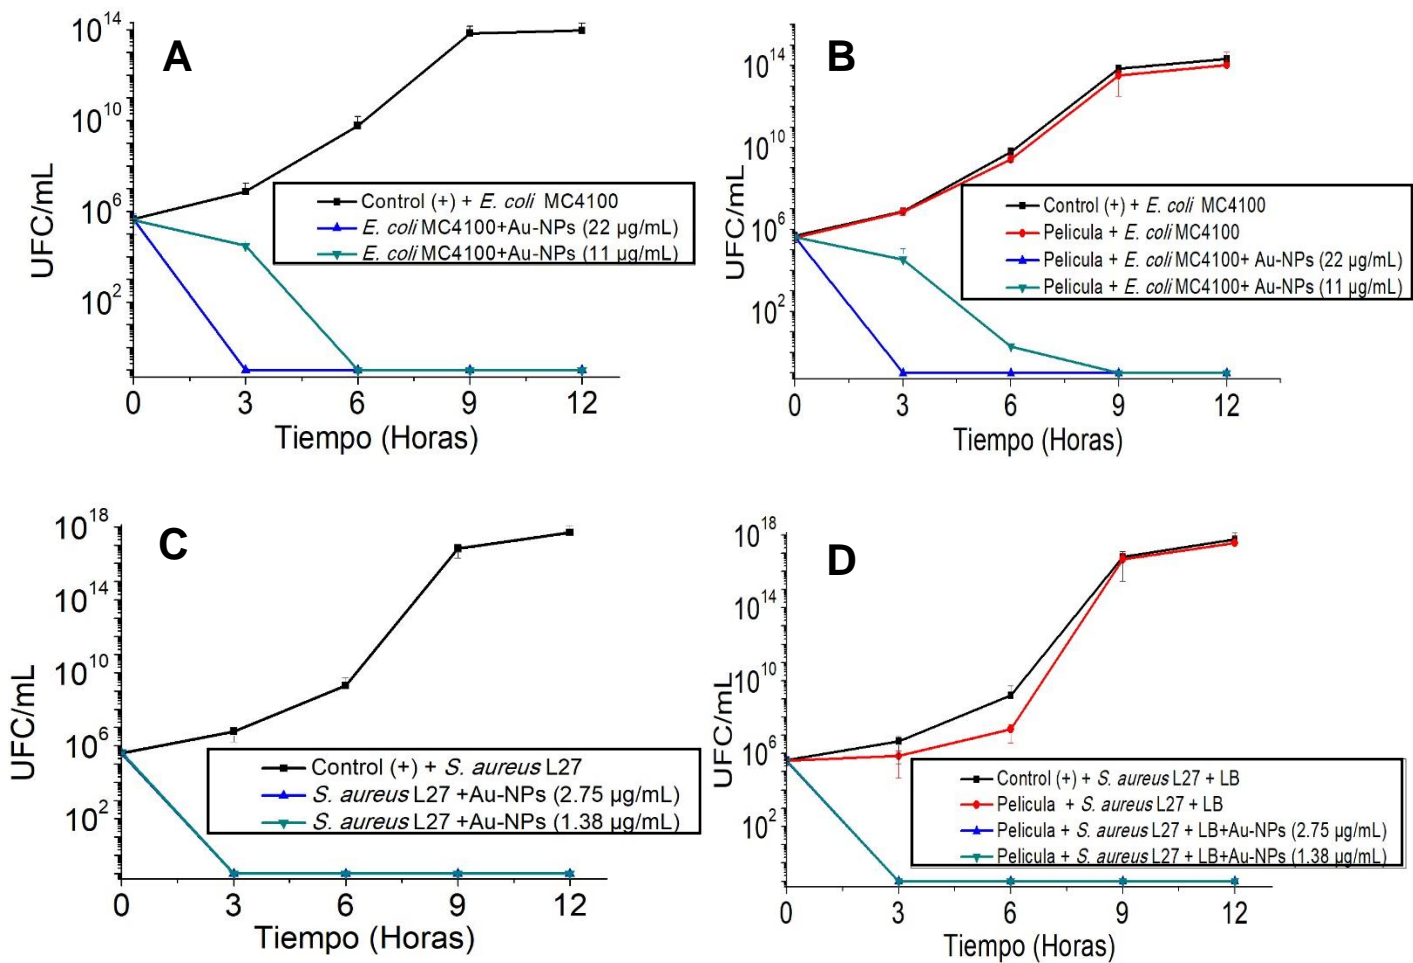 A
UFC/mL
10^14
10^10
10^6
10^2
Control (+) + E. coli MC4100
E. coli MC4100+Au-NPs (22 µg/mL)
E. coli MC4100+Au-NPs (11 µg/mL)
0 3 6 9 12
Tiempo (Horas)
B
UFC/mL
10^14
10^10
10^6
10^2
Control (+) + E. coli MC4100
Pelicula + E. coli MC4100
Pelicula + E. coli MC4100+ Au-NPs (22 µg/mL)
Pelicula + E. coli MC4100+ Au-NPs (11 µg/mL)
0 3 6 9 12
Tiempo (Horas)
C
UFC/mL
10^18
10^14
10^10
10^6
10^2
Control (+) + S. aureus L27
S. aureus L27 +Au-NPs (2.75 µg/mL)
S. aureus L27 +Au-NPs (1.38 µg/mL)
0 3 6 9 12
Tiempo (Horas)
D
UFC/mL
10^18
10^14
10^10
10^6
10^2
Control (+) + S. aureus L27 + LB
Pelicula + S. aureus L27 + LB
Pelicula + S. aureus L27 + LB+Au-NPs (2.75 µg/mL)
Pelicula + S. aureus L27 + LB+Au-NPs (1.38 µg/mL)
0 3 6 9 12
Tiempo (Horas)